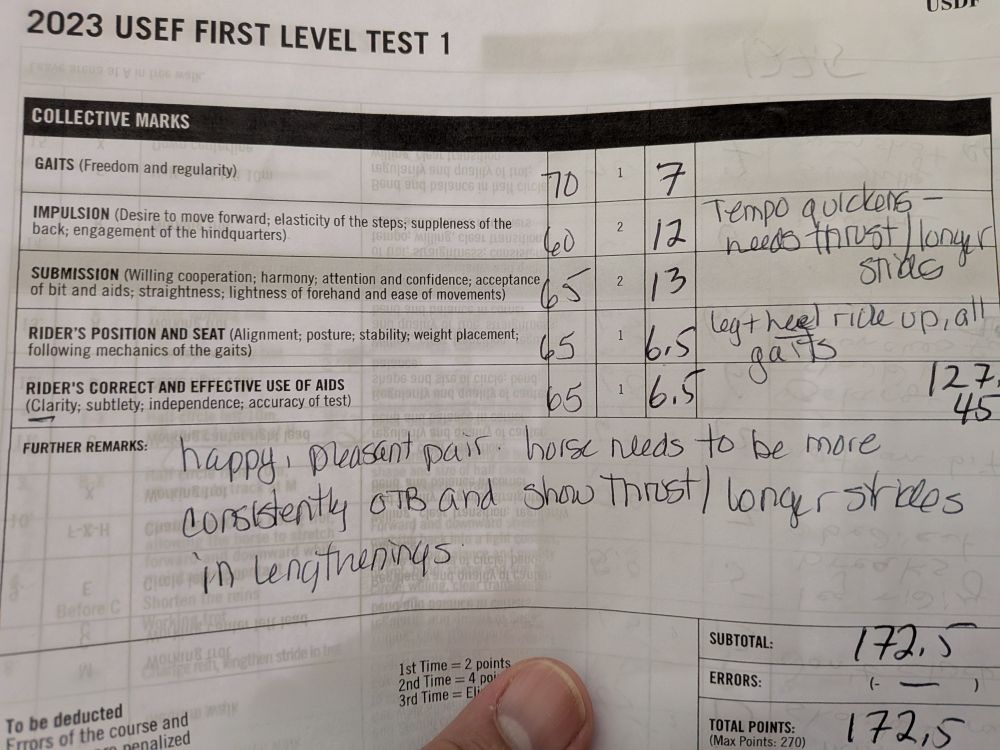 USDF
2023 USEF FIRST LEVEL TEST 1
COLLECTIVE MARKS
GAITS (Freedom and regularity) 70 1 7
IMPULSION (Desire to move forward; elasticity of the steps; suppleness of the
back; engagement of the hindquarters) 60 2 12
Tempo quickens -
needs thrust / longer
strides
SUBMISSION (Willing cooperation; harmony; attention and confidence; acceptance
of bit and aids; straightness; lightness of forehand and ease of movements) 65 2 13
RIDER'S POSITION AND SEAT (Alignment; posture; stability; weight placement;
following mechanics of the gaits) 65 1 6.5
leg + heel ride up, all
gaits
RIDER'S CORRECT AND EFFECTIVE USE OF AIDS
(Clarity; subtlety; independence; accuracy of test) 65 1 6.5
127.
45
FURTHER REMARKS:
happy, pleasant pair. horse needs to be more
consistently OTB and show thrust / longer strides
in lengthenings
SUBTOTAL: 172.5
ERRORS: (- — )
TOTAL POINTS: 172,5
(Max Points: 270)
1st Time = 2 points
2nd Time = 4
3rd Time =
To be deducted
Errors of the course and
penalized